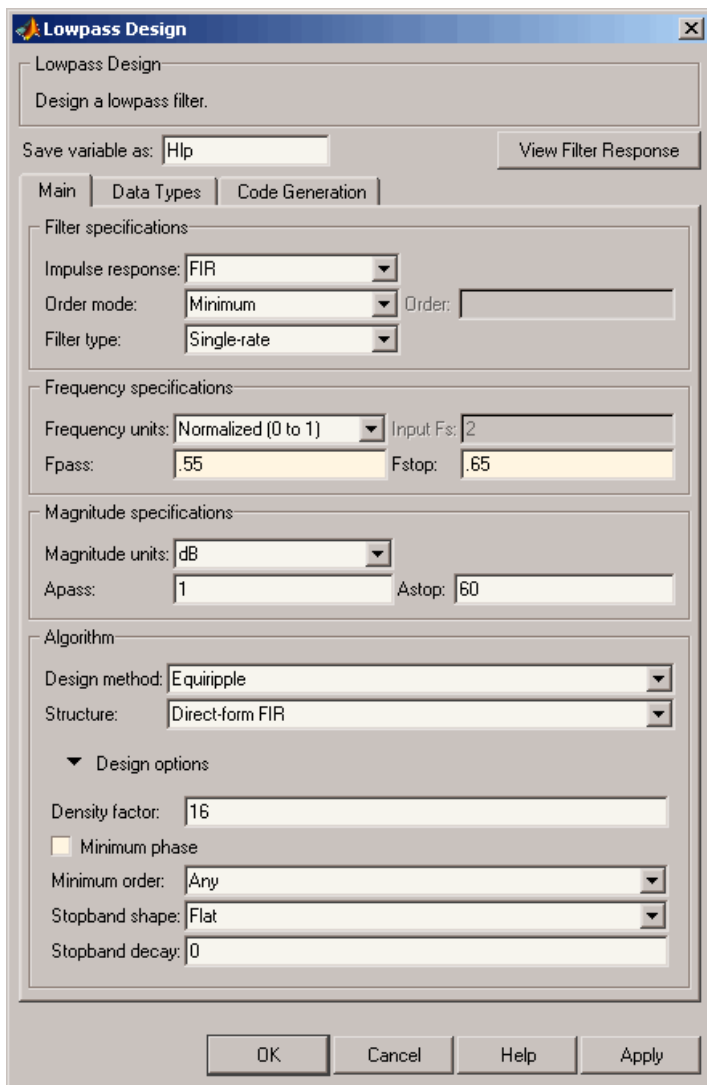 Lowpass Design
Lowpass Design
Design a lowpass filter.
Save variable as: Hlp View Filter Response
Main Data Types Code Generation
Filter specifications
Impulse response: FIR
Order mode: Minimum Order:
Filter type: Single-rate
Frequency specifications
Frequency units: Normalized (0 to 1) Input Fs: 2
Fpass: .55 Fstop: .65
Magnitude specifications
Magnitude units: dB
Apass: 1 Astop: 60
Algorithm
Design method: Equiripple
Structure: Direct-form FIR
Design options
Density factor: 16
Minimum phase
Minimum order: Any
Stopband shape: Flat
Stopband decay: 0
OK Cancel Help Apply